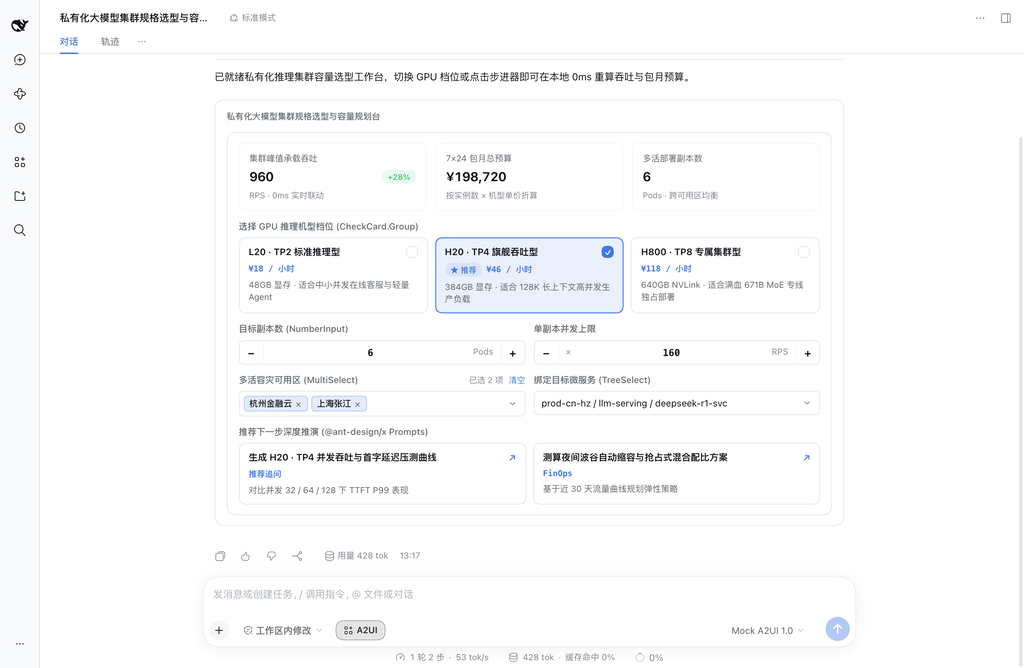 私有化大模型集群规格选型与容...
标准模式
对话
轨迹
已就绪私有化推理集群容量选型工作台，切换 GPU 档位或点击步进器即可在本地 0ms 重算吞吐与包月预算。
私有化大模型集群规格选型与容量规划台
集群峰值承载吞吐
960
+28%
RPS · 0ms 实时联动
7×24 包月总预算
¥198,720
按实例数 × 机型单价折算
多活部署副本数
6
Pods · 跨可用区均衡
选择 GPU 推理机型档位 (CheckCard.Group)
L20 · TP2 标准推理型
¥18 / 小时
48GB 显存 · 适合中小并发在线客服与轻量
Agent
H20 · TP4 旗舰吞吐型
★ 推荐 ¥46 / 小时
384GB 显存 · 适合 128K 长上下文高并发生
产负载
H800 · TP8 专属集群型
¥118 / 小时
640GB NVLink · 适合满血 671B MoE 专线
独占部署
目标副本数 (NumberInput)
− 6 Pods +
单副本并发上限
− × 160 RPS +
多活容灾可用区 (MultiSelect)
已选 2 项 清空
杭州金融云 × 上海张江 ×
绑定目标微服务 (TreeSelect)
prod-cn-hz / llm-serving / deepseek-r1-svc
推荐下一步深度推演 (@ant-design/x Prompts)
生成 H20 · TP4 并发吞吐与首字延迟压测曲线
推荐追问
对比并发 32 / 64 / 128 下 TTFT P99 表现
测算夜间波谷自动缩容与抢占式混合配比方案
FinOps
基于近 30 天流量曲线规划弹性策略
用量 428 tok 13:17
发消息或创建任务, / 调用指令, @ 文件或对话
+ 工作区内修改 A2UI
Mock A2UI 1.0
1 轮 2 步 · 53 tok/s 428 tok · 缓存命中 0% 0%